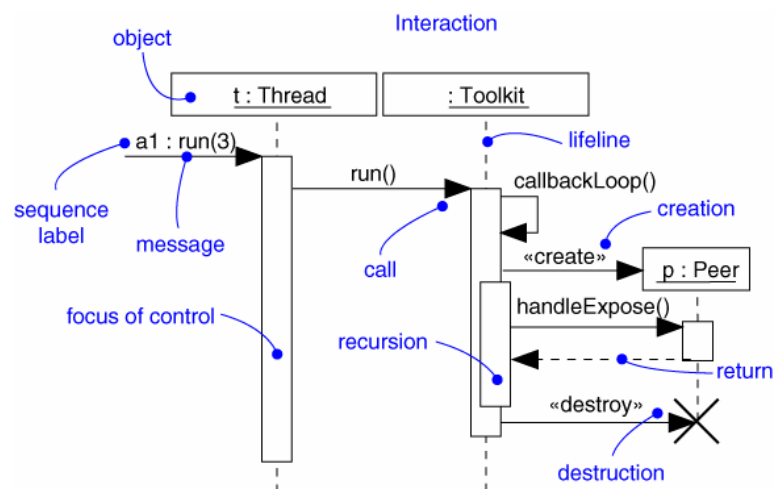 Interaction
object
t : Thread
: Toolkit
a1 : run(3)
lifeline
run()
callbackLoop()
sequence
label
message
creation
call
«create»
p : Peer
focus of control
handleExpose()
recursion
return
«destroy»
destruction